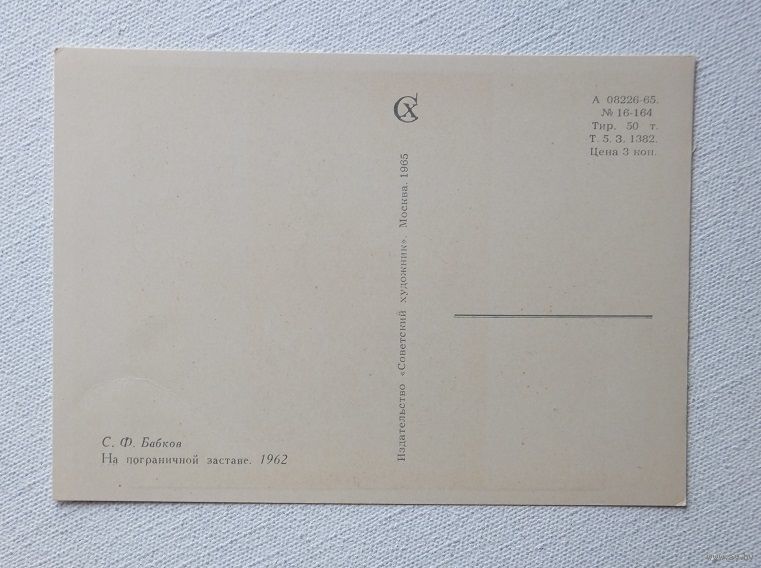 СХ
А 08226-65.
№ 16-164
Тир. 50 т.
Т. 5. З. 1382.
Цена 3 коп.
Издательство «Советский художник». Москва. 1965
С. Ф. Бабков
На пограничной заставе. 1962